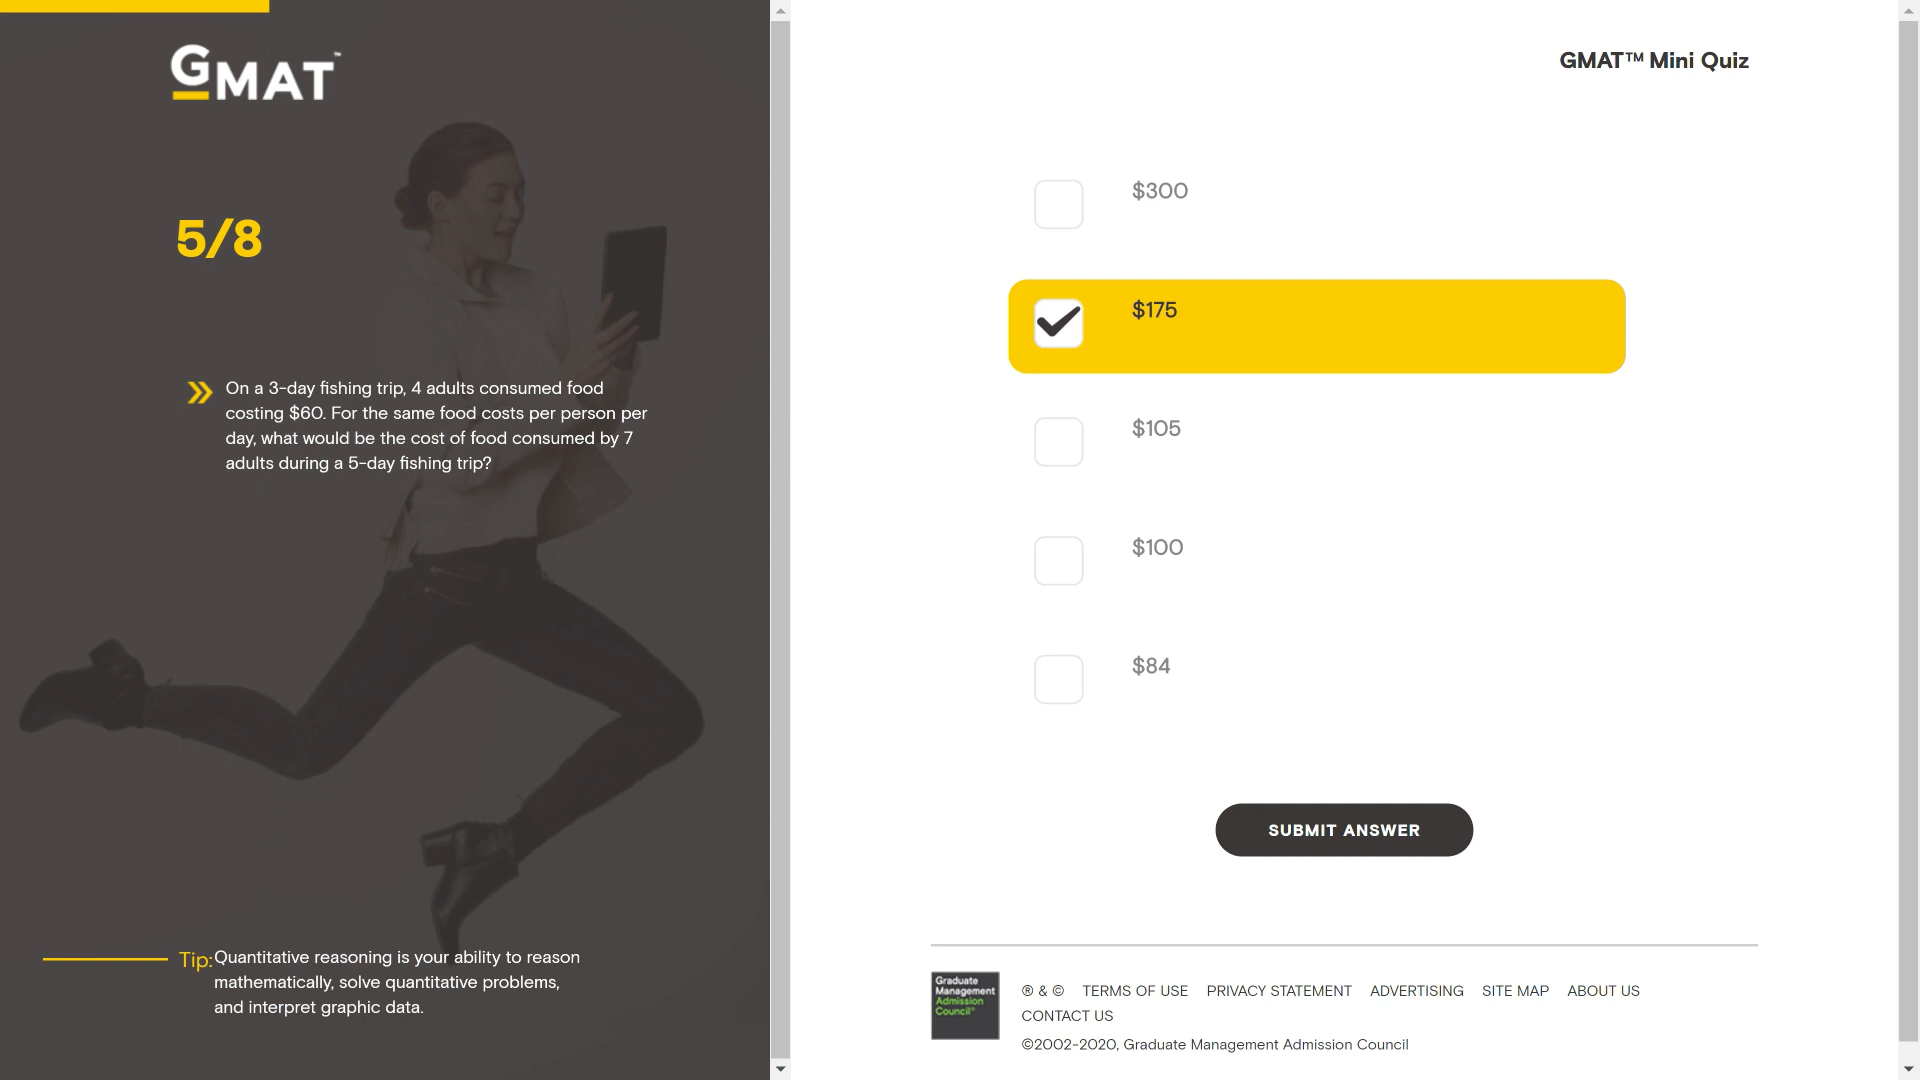 GMAT™
5/8
On a 3-day fishing trip, 4 adults consumed food
costing $60. For the same food costs per person per
day, what would be the cost of food consumed by 7
adults during a 5-day fishing trip?
Tip:
Quantitative reasoning is your ability to reason
mathematically, solve quantitative problems,
and interpret graphic data.
GMAT™ Mini Quiz
$300
$175
$105
$100
$84
SUBMIT ANSWER
Graduate
Management
Admission
Council®
® & © TERMS OF USE PRIVACY STATEMENT ADVERTISING SITE MAP ABOUT US
CONTACT US
©2002-2020, Graduate Management Admission Council